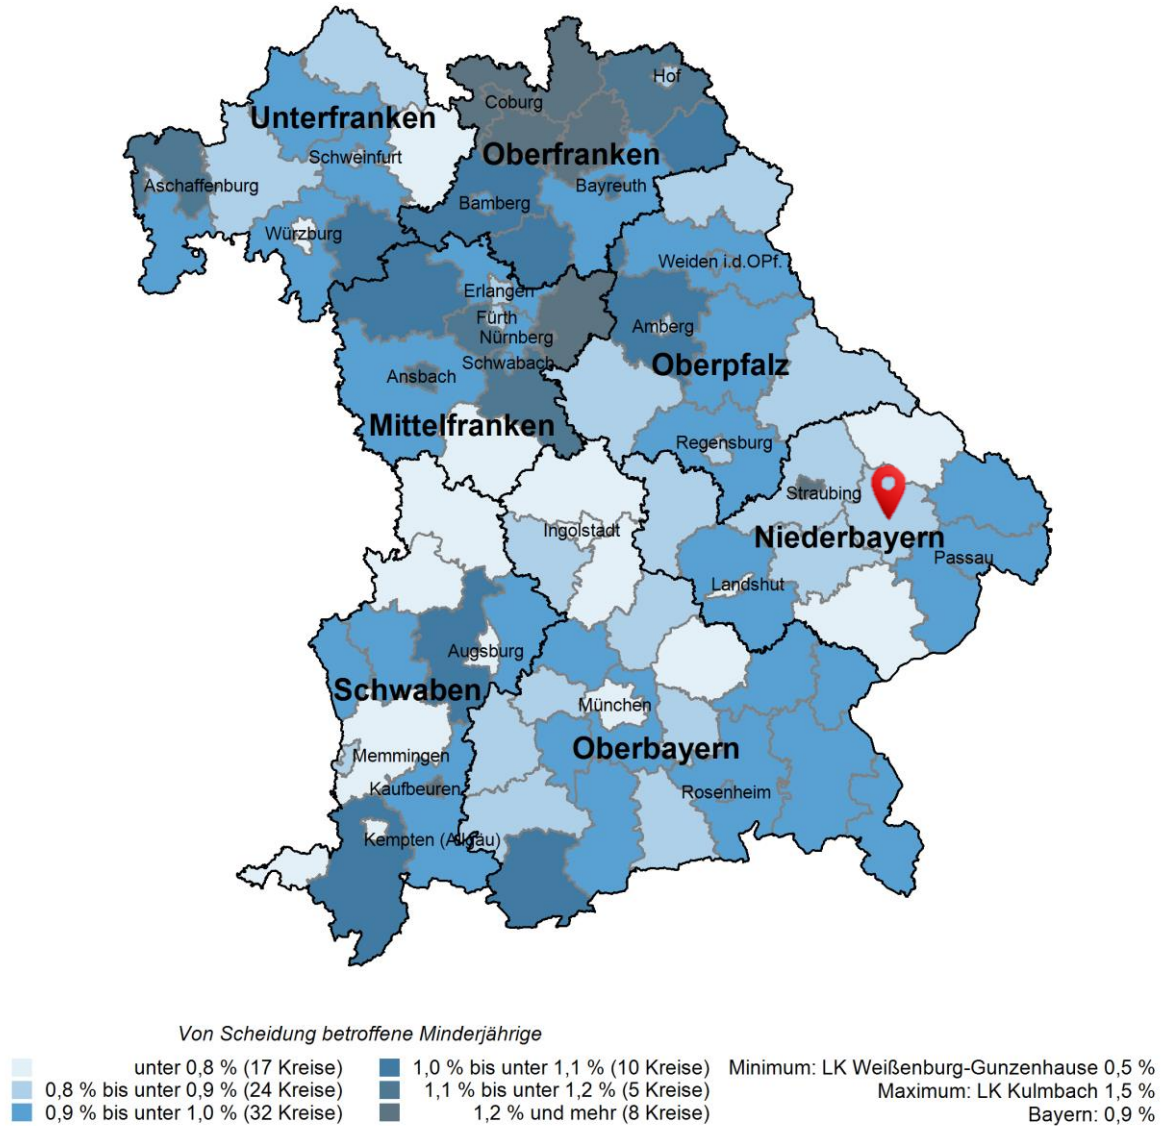 Hof
Coburg
Unterfranken
Oberfranken
Schweinfurt
Aschaffenburg
Bayreuth
Bamberg
Würzburg
Weiden i.d.OPf.
Erlangen
Fürth
Amberg
Nürnberg
Schwabach
Oberpfalz
Ansbach
Mittelfranken
Regensburg
Straubing
Ingolstadt
Niederbayern
Passau
Landshut
Augsburg
Schwaben
München
Oberbayern
Memmingen
Kaufbeuren
Rosenheim
Kempten (Allgäu)
Von Scheidung betroffene Minderjährige
unter 0,8 % (17 Kreise)
0,8 % bis unter 0,9 % (24 Kreise)
0,9 % bis unter 1,0 % (32 Kreise)
1,0 % bis unter 1,1 % (10 Kreise)
1,1 % bis unter 1,2 % (5 Kreise)
1,2 % und mehr (8 Kreise)
Minimum: LK Weißenburg-Gunzenhause 0,5 %
Maximum: LK Kulmbach 1,5 %
Bayern: 0,9 %